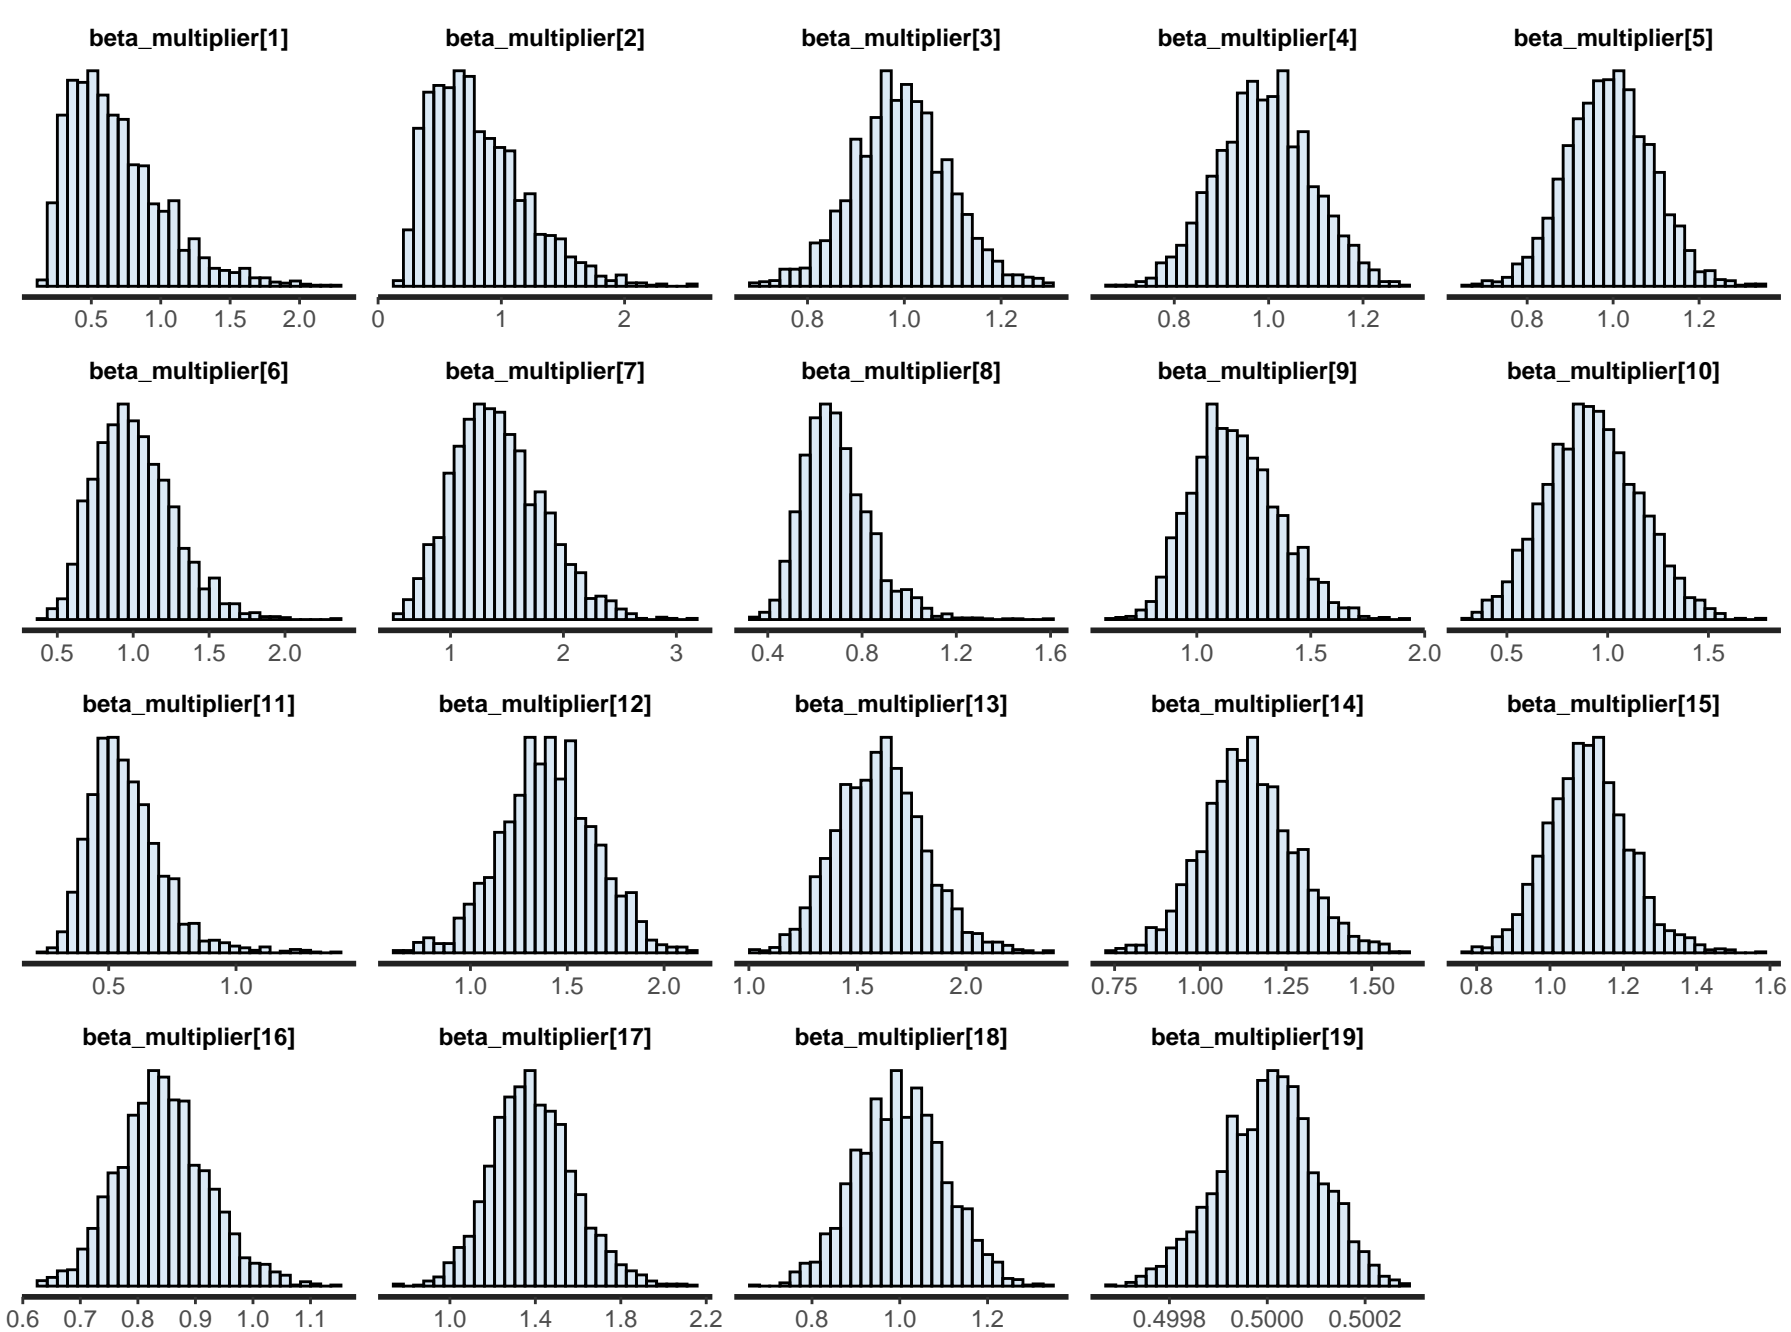 beta_multiplier[1] beta_multiplier[2] beta_multiplier[3] beta_multiplier[4] beta_multiplier[5]
0.5 1.0 1.5 2.0 0 1 2 0.8 1.0 1.2 0.8 1.0 1.2 0.8 1.0 1.2
beta_multiplier[6] beta_multiplier[7] beta_multiplier[8] beta_multiplier[9] beta_multiplier[10]
0.5 1.0 1.5 2.0 1 2 3 0.4 0.8 1.2 1.6 1.0 1.5 2.0 0.5 1.0 1.5
beta_multiplier[11] beta_multiplier[12] beta_multiplier[13] beta_multiplier[14] beta_multiplier[15]
0.5 1.0 1.0 1.5 2.0 1.0 1.5 2.0 0.75 1.00 1.25 1.50 0.8 1.0 1.2 1.4 1.6
beta_multiplier[16] beta_multiplier[17] beta_multiplier[18] beta_multiplier[19]
0.6 0.7 0.8 0.9 1.0 1.1 1.0 1.4 1.8 2.2 0.8 1.0 1.2 0.4998 0.5000 0.5002